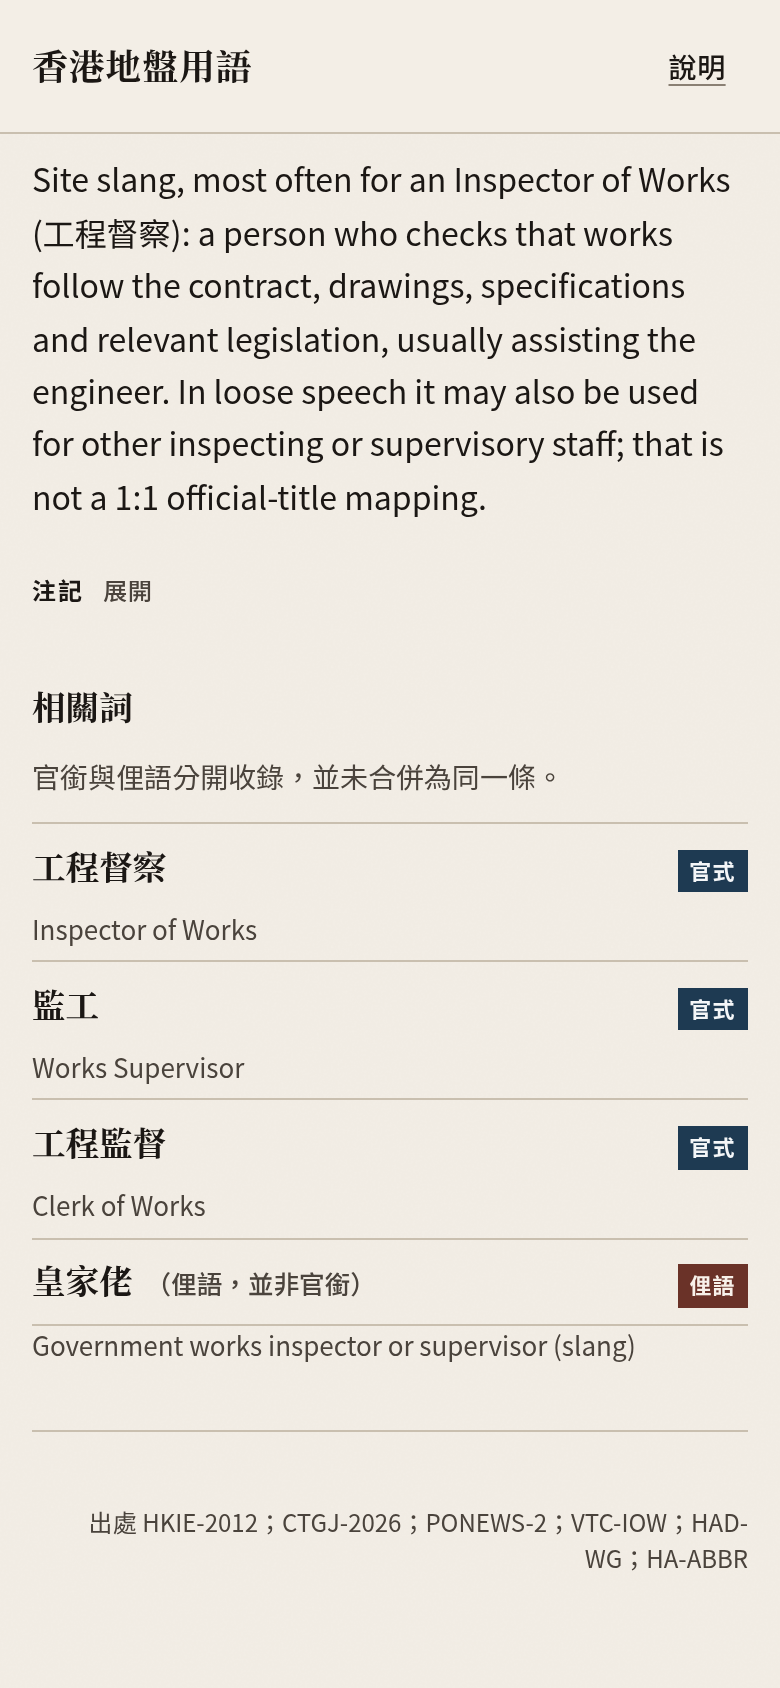 香港地盤用語
說明
Site slang, most often for an Inspector of Works
(工程督察): a person who checks that works
follow the contract, drawings, specifications
and relevant legislation, usually assisting the
engineer. In loose speech it may also be used
for other inspecting or supervisory staff; that is
not a 1:1 official-title mapping.
注記 展開
相關詞
官銜與俚語分開收錄，並未合併為同一條。
工程督察
官式
Inspector of Works
監工
官式
Works Supervisor
工程監督
官式
Clerk of Works
皇家佬 （俚語，並非官銜）
俚語
Government works inspector or supervisor (slang)
出處 HKIE-2012；CTGJ-2026；PONEWS-2；VTC-IOW；HAD-
WG；HA-ABBR